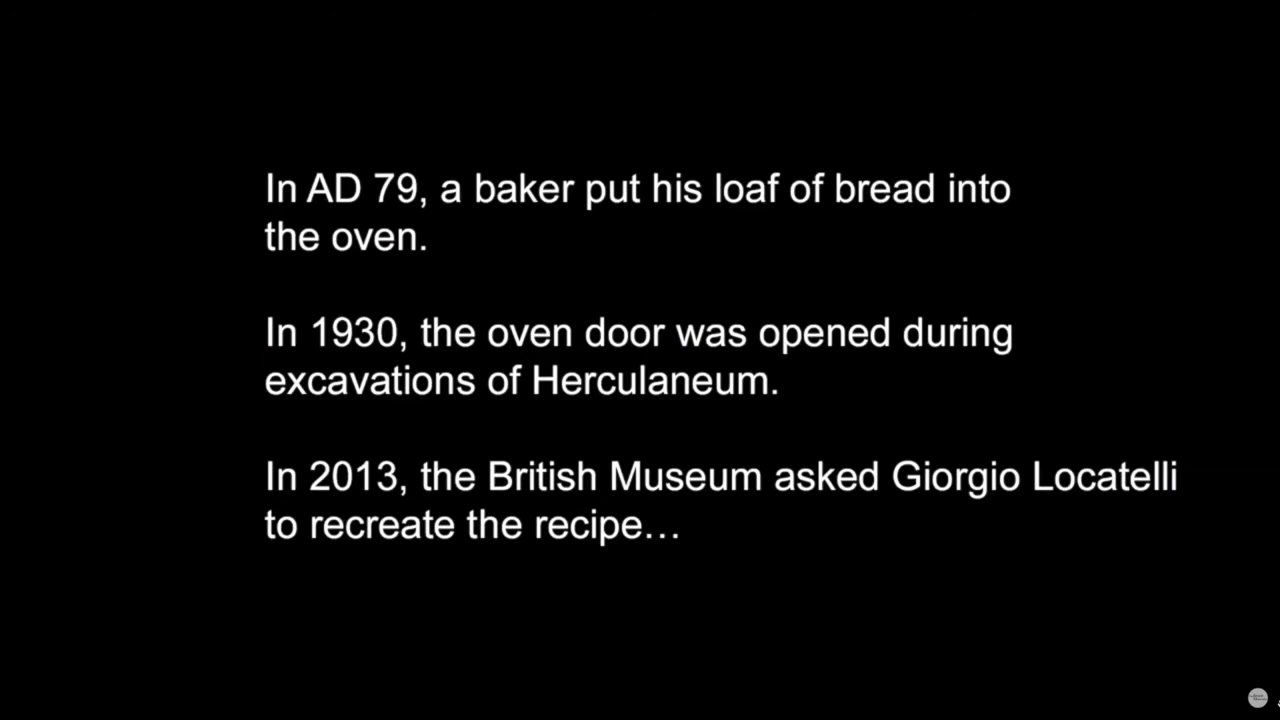 In AD 79, a baker put his loaf of bread into
the oven.
In 1930, the oven door was opened during
excavations of Herculaneum.
In 2013, the British Museum asked Giorgio Locatelli
to recreate the recipe…